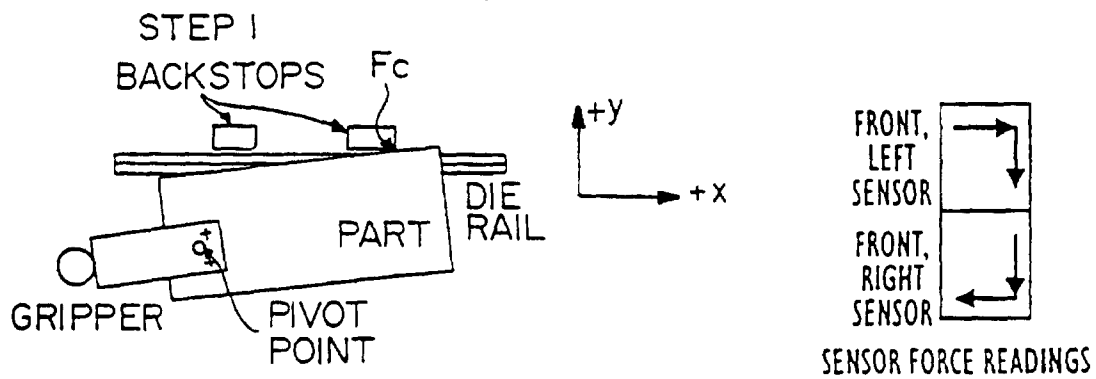 STEP 1
BACKSTOPS
Fc
+y
+x
DIE
RAIL
PART
GRIPPER
PIVOT
POINT
FRONT,
LEFT
SENSOR
FRONT,
RIGHT
SENSOR
SENSOR FORCE READINGS